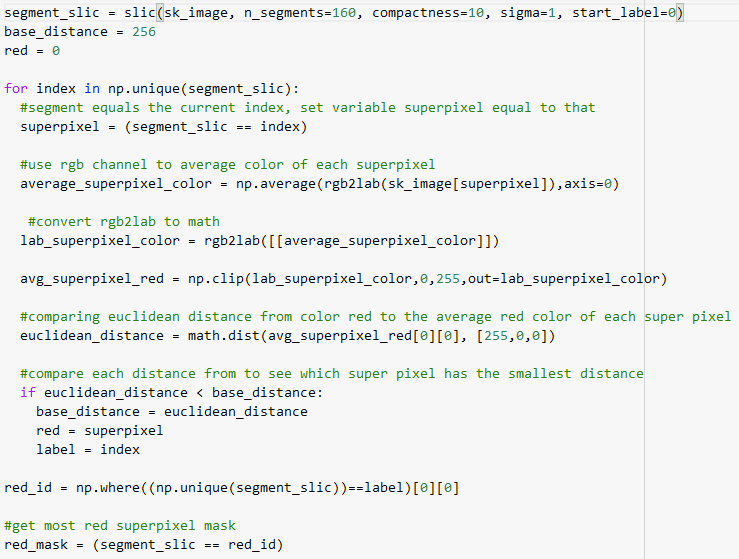 segment_slic = slic(sk_image, n_segments=160, compactness=10, sigma=1, start_label=0)
base_distance = 256
red = 0
for index in np.unique(segment_slic):
  #segment equals the current index, set variable superpixel equal to that
  superpixel = (segment_slic == index)
  #use rgb channel to average color of each superpixel
  average_superpixel_color = np.average(rgb2lab(sk_image[superpixel]),axis=0)
   #convert rgb2lab to math
  lab_superpixel_color = rgb2lab([[average_superpixel_color]])
  avg_superpixel_red = np.clip(lab_superpixel_color,0,255,out=lab_superpixel_color)
  #comparing euclidean distance from color red to the average red color of each super pixel
  euclidean_distance = math.dist(avg_superpixel_red[0][0], [255,0,0])
  #compare each distance from to see which super pixel has the smallest distance
  if euclidean_distance < base_distance:
    base_distance = euclidean_distance
    red = superpixel
    label = index
red_id = np.where((np.unique(segment_slic))==label)[0][0]
#get most red superpixel mask
red_mask = (segment_slic == red_id)